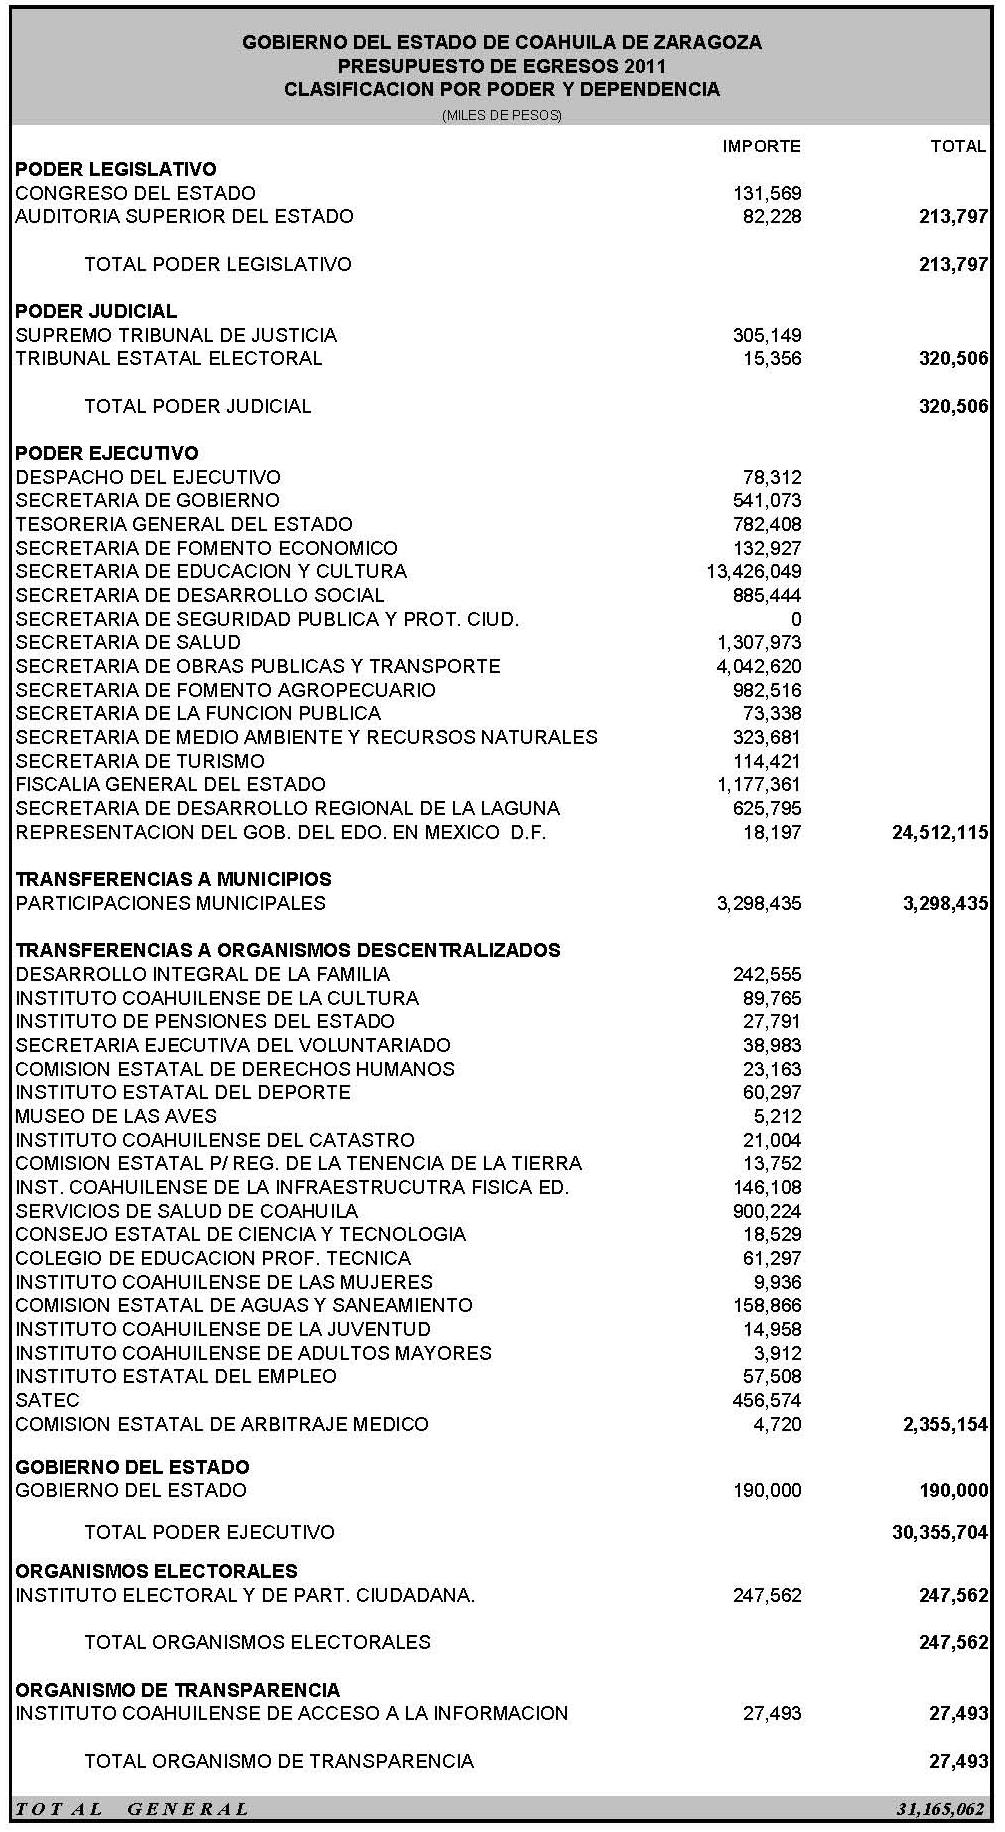 GOBIERNO DEL ESTADO DE COAHUILA DE ZARAGOZA
PRESUPUESTO DE EGRESOS 2011
CLASIFICACION POR PODER Y DEPENDENCIA
(MILES DE PESOS)
IMPORTE TOTAL
PODER LEGISLATIVO
CONGRESO DEL ESTADO 131,569
AUDITORIA SUPERIOR DEL ESTADO 82,228 213,797
TOTAL PODER LEGISLATIVO 213,797
PODER JUDICIAL
SUPREMO TRIBUNAL DE JUSTICIA 305,149
TRIBUNAL ESTATAL ELECTORAL 15,356 320,506
TOTAL PODER JUDICIAL 320,506
PODER EJECUTIVO
DESPACHO DEL EJECUTIVO 78,312
SECRETARIA DE GOBIERNO 541,073
TESORERIA GENERAL DEL ESTADO 782,408
SECRETARIA DE FOMENTO ECONOMICO 132,927
SECRETARIA DE EDUCACION Y CULTURA 13,426,049
SECRETARIA DE DESARROLLO SOCIAL 885,444
SECRETARIA DE SEGURIDAD PUBLICA Y PROT. CIUD. 0
SECRETARIA DE SALUD 1,307,973
SECRETARIA DE OBRAS PUBLICAS Y TRANSPORTE 4,042,620
SECRETARIA DE FOMENTO AGROPECUARIO 982,516
SECRETARIA DE LA FUNCION PUBLICA 73,338
SECRETARIA DE MEDIO AMBIENTE Y RECURSOS NATURALES 323,681
SECRETARIA DE TURISMO 114,421
FISCALIA GENERAL DEL ESTADO 1,177,361
SECRETARIA DE DESARROLLO REGIONAL DE LA LAGUNA 625,795
REPRESENTACION DEL GOB. DEL EDO. EN MEXICO D.F. 18,197 24,512,115
TRANSFERENCIAS A MUNICIPIOS
PARTICIPACIONES MUNICIPALES 3,298,435 3,298,435
TRANSFERENCIAS A ORGANISMOS DESCENTRALIZADOS
DESARROLLO INTEGRAL DE LA FAMILIA 242,555
INSTITUTO COAHUILENSE DE LA CULTURA 89,765
INSTITUTO DE PENSIONES DEL ESTADO 27,791
SECRETARIA EJECUTIVA DEL VOLUNTARIADO 38,983
COMISION ESTATAL DE DERECHOS HUMANOS 23,163
INSTITUTO ESTATAL DEL DEPORTE 60,297
MUSEO DE LAS AVES 5,212
INSTITUTO COAHUILENSE DEL CATASTRO 21,004
COMISION ESTATAL P/ REG. DE LA TENENCIA DE LA TIERRA 13,752
INST. COAHUILENSE DE LA INFRAESTRUCUTRA FISICA ED. 146,108
SERVICIOS DE SALUD DE COAHUILA 900,224
CONSEJO ESTATAL DE CIENCIA Y TECNOLOGIA 18,529
COLEGIO DE EDUCACION PROF. TECNICA 61,297
INSTITUTO COAHUILENSE DE LAS MUJERES 9,936
COMISION ESTATAL DE AGUAS Y SANEAMIENTO 158,866
INSTITUTO COAHUILENSE DE LA JUVENTUD 14,958
INSTITUTO COAHUILENSE DE ADULTOS MAYORES 3,912
INSTITUTO ESTATAL DEL EMPLEO 57,508
SATEC 456,574
COMISION ESTATAL DE ARBITRAJE MEDICO 4,720 2,355,154
GOBIERNO DEL ESTADO
GOBIERNO DEL ESTADO 190,000 190,000
TOTAL PODER EJECUTIVO 30,355,704
ORGANISMOS ELECTORALES
INSTITUTO ELECTORAL Y DE PART. CIUDADANA. 247,562 247,562
TOTAL ORGANISMOS ELECTORALES 247,562
ORGANISMO DE TRANSPARENCIA
INSTITUTO COAHUILENSE DE ACCESO A LA INFORMACION 27,493 27,493
TOTAL ORGANISMO DE TRANSPARENCIA 27,493
TOTAL GENERAL 31,165,062